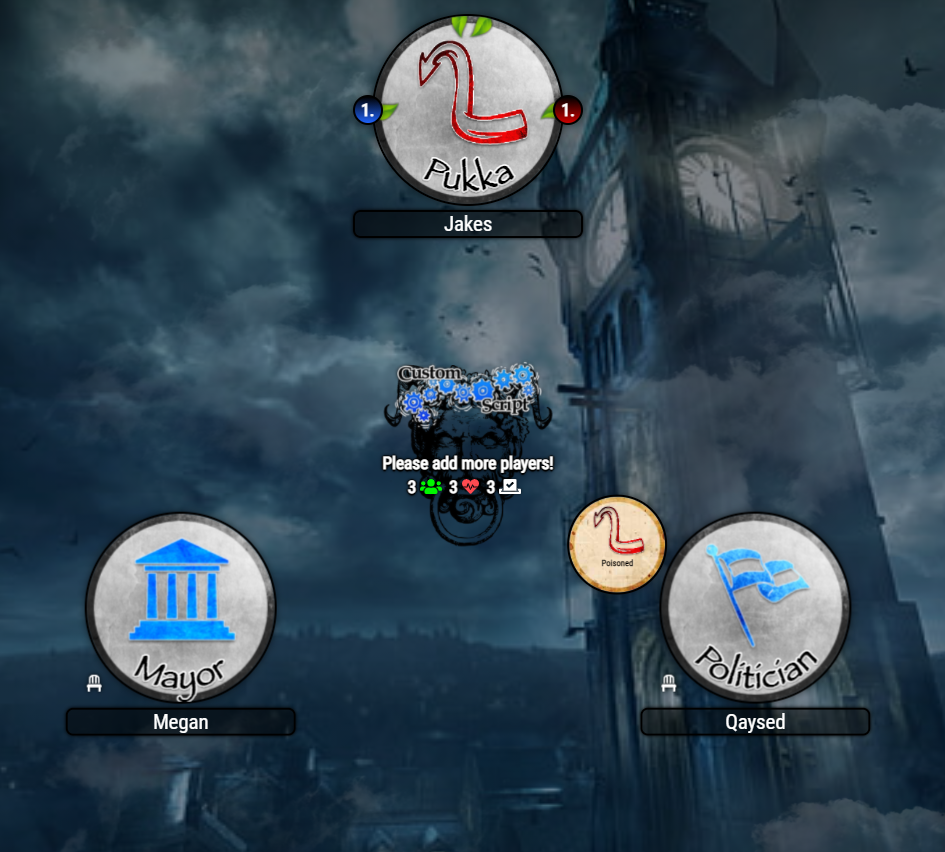 1.
1.
Pukka
Jakes
Custom
Script
Please add more players!
3 3 3
Poisoned
Mayor
Politician
Megan
Qaysed